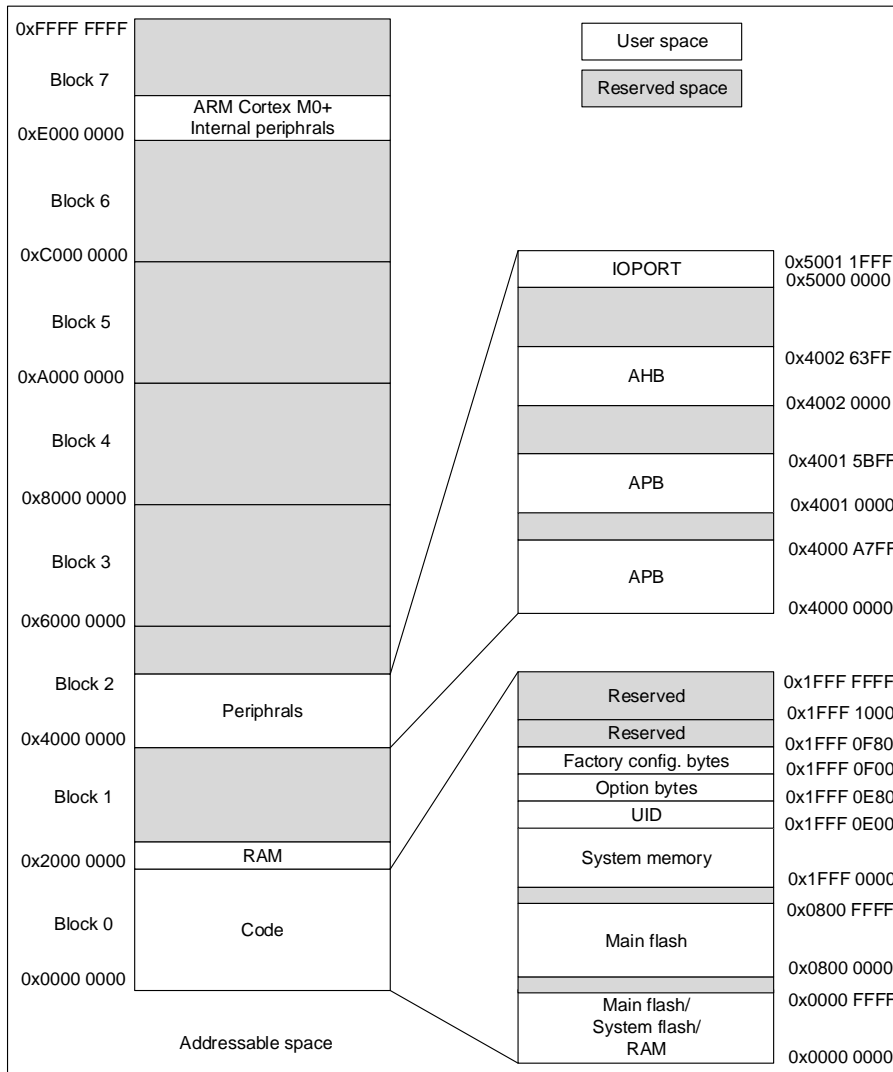 0xFFFF FFFF
Block 7
ARM Cortex M0+
Internal periphrals
0xE000 0000
Block 6
0xC000 0000
Block 5
0xA000 0000
Block 4
0x8000 0000
Block 3
0x6000 0000
Block 2
Periphrals
0x4000 0000
Block 1
0x2000 0000
RAM
Block 0
Code
0x0000 0000
Addressable space
User space
Reserved space
IOPORT
0x5001 1FFF
0x5000 0000
AHB
0x4002 63FF
0x4002 0000
APB
0x4001 5BFF
0x4001 0000
APB
0x4000 A7FF
0x4000 0000
Reserved
0x1FFF FFFF
0x1FFF 1000
Reserved
0x1FFF 0F80
Factory config. bytes
0x1FFF 0F00
Option bytes
0x1FFF 0E80
UID
0x1FFF 0E00
System memory
0x1FFF 0000
0x0800 FFFF
Main flash
0x0800 0000
Main flash/
System flash/
RAM
0x0000 FFFF
0x0000 0000